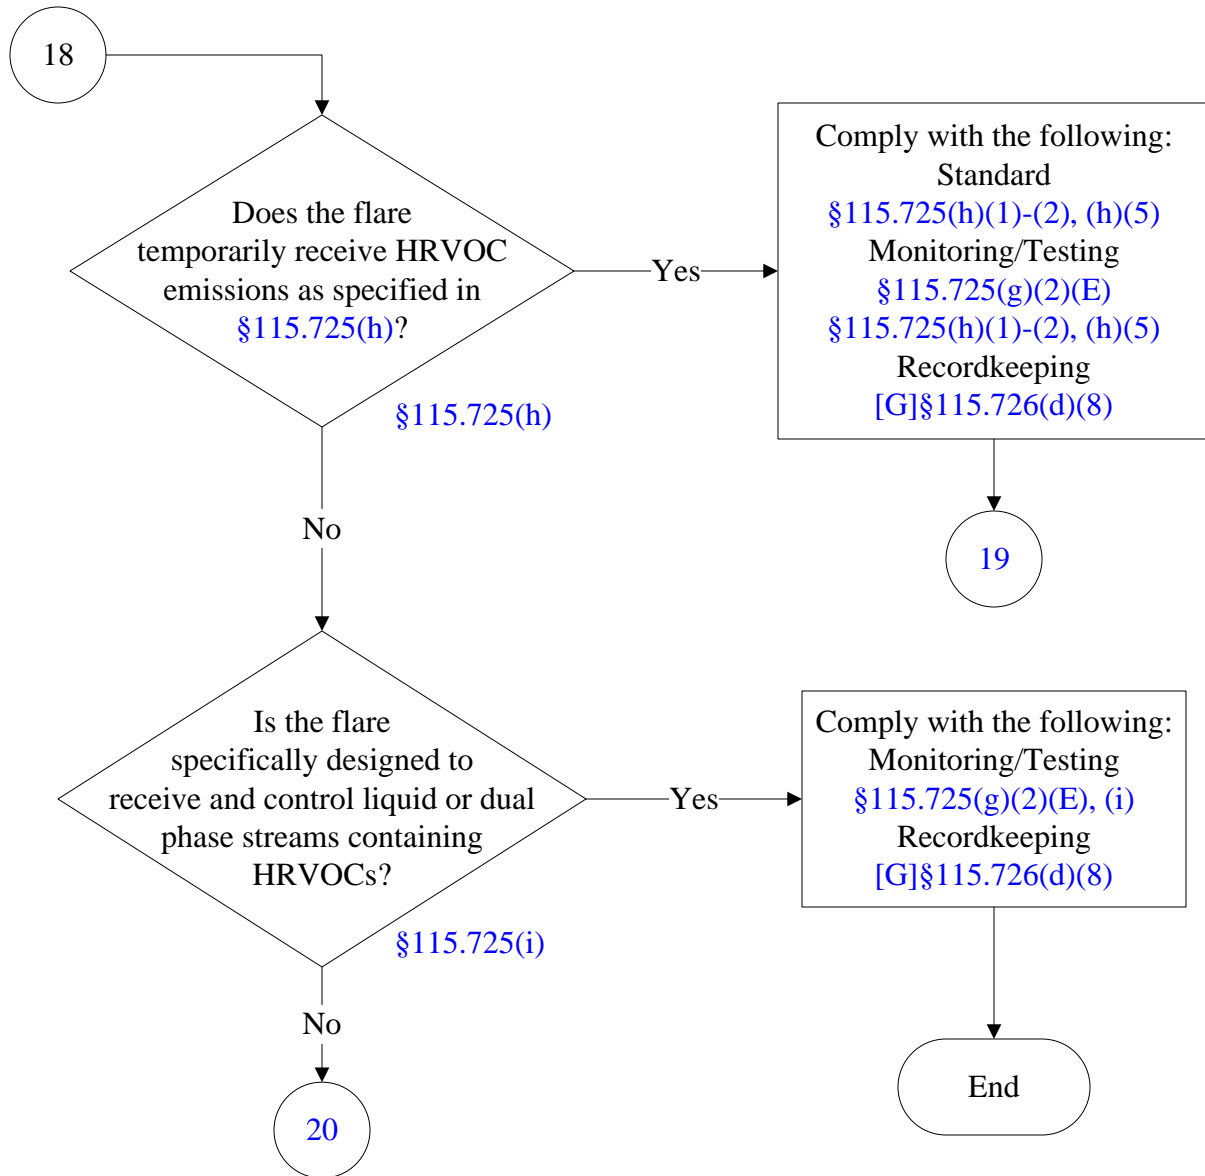 18
Does the flare
temporarily receive HRVOC
emissions as specified in
§115.725(h)?
§115.725(h)
Yes
Comply with the following:
Standard
§115.725(h)(1)-(2), (h)(5)
Monitoring/Testing
§115.725(g)(2)(E)
§115.725(h)(1)-(2), (h)(5)
Recordkeeping
[G]§115.726(d)(8)
19
No
Is the flare
specifically designed to
receive and control liquid or dual
phase streams containing
HRVOCs?
§115.725(i)
Yes
Comply with the following:
Monitoring/Testing
§115.725(g)(2)(E), (i)
Recordkeeping
[G]§115.726(d)(8)
End
No
20